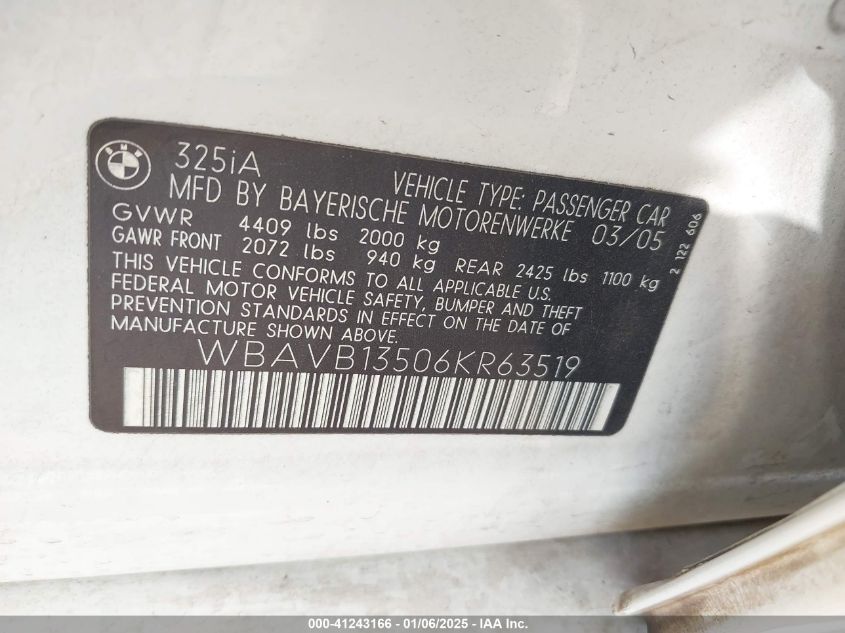 BMW
325iA VEHICLE TYPE: PASSENGER CAR
MFD BY BAYERISCHE MOTORENWERKE 03/05
GVWR 4409 lbs 2000 kg
GAWR FRONT 2072 lbs 940 kg REAR 2425 lbs 1100 kg
THIS VEHICLE CONFORMS TO ALL APPLICABLE U.S.
FEDERAL MOTOR VEHICLE SAFETY, BUMPER AND THEFT
PREVENTION STANDARDS IN EFFECT ON THE DATE OF
MANUFACTURE SHOWN ABOVE.
WBAVB13506KR63519
2 122 606
000-41243166 - 01/06/2025 - IAA Inc.